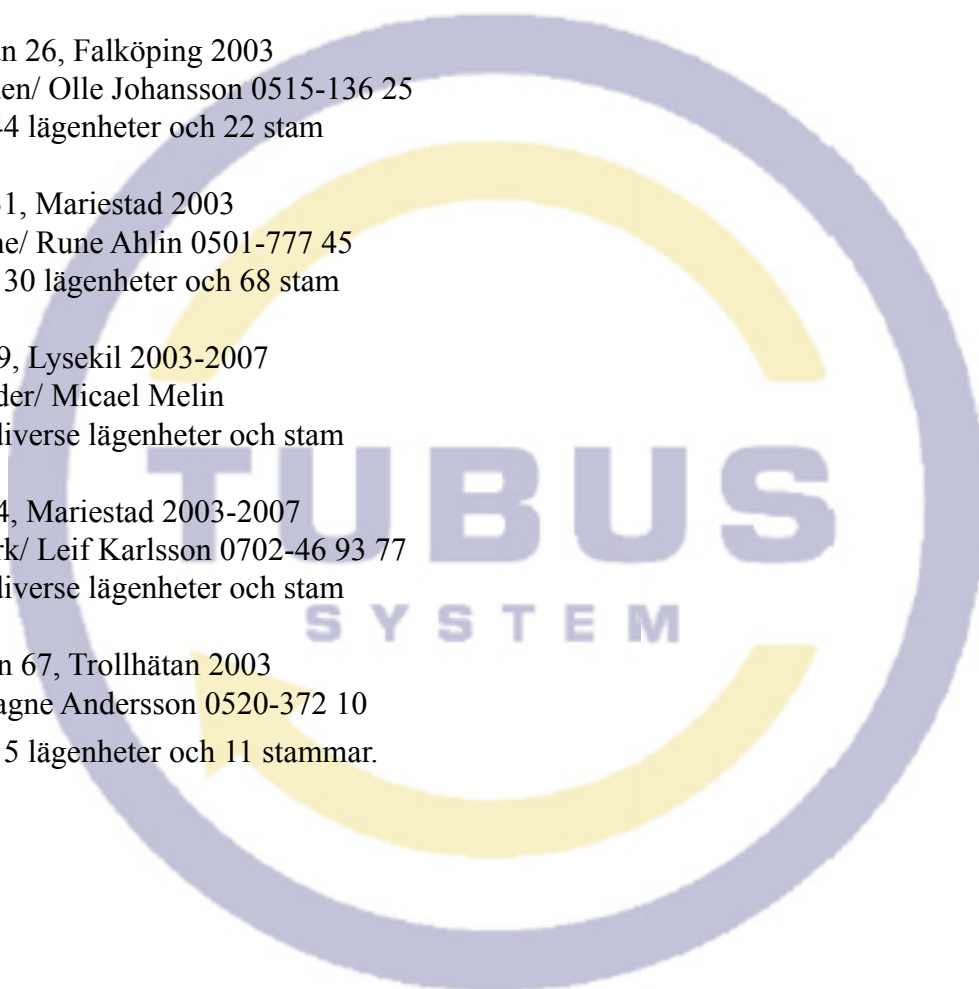 n 26, Falköping 2003
en/ Olle Johansson 0515-136 25
44 lägenheter och 22 stam
51, Mariestad 2003
ne/ Rune Ahlin 0501-777 45
30 lägenheter och 68 stam
9, Lysekil 2003-2007
der/ Micael Melin
diverse lägenheter och stam
4, Mariestad 2003-2007
rk/ Leif Karlsson 0702-46 93 77
diverse lägenheter och stam
n 67, Trollhätan 2003
agne Andersson 0520-372 10
5 lägenheter och 11 stammar.
TUBUS
SYSTEM